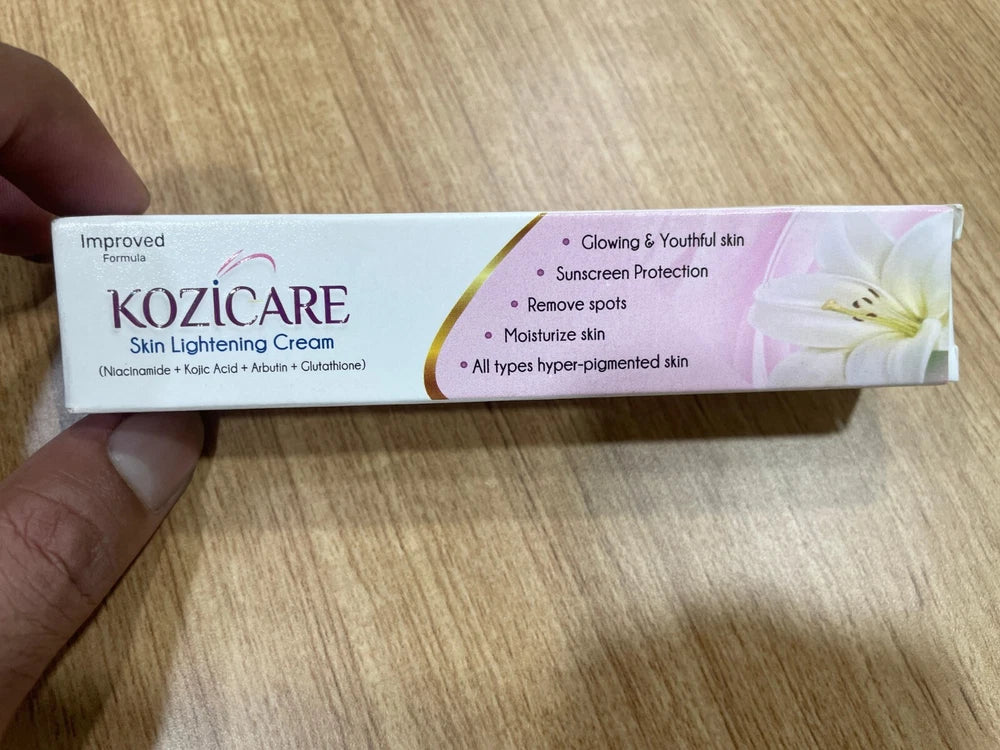 Improved
Formula
KOZICARE
Skin Lightening Cream
(Niacinamide + Kojic Acid + Arbutin + Glutathione)
Glowing & Youthful skin
Sunscreen Protection
Remove spots
Moisturize skin
All types hyper-pigmented skin